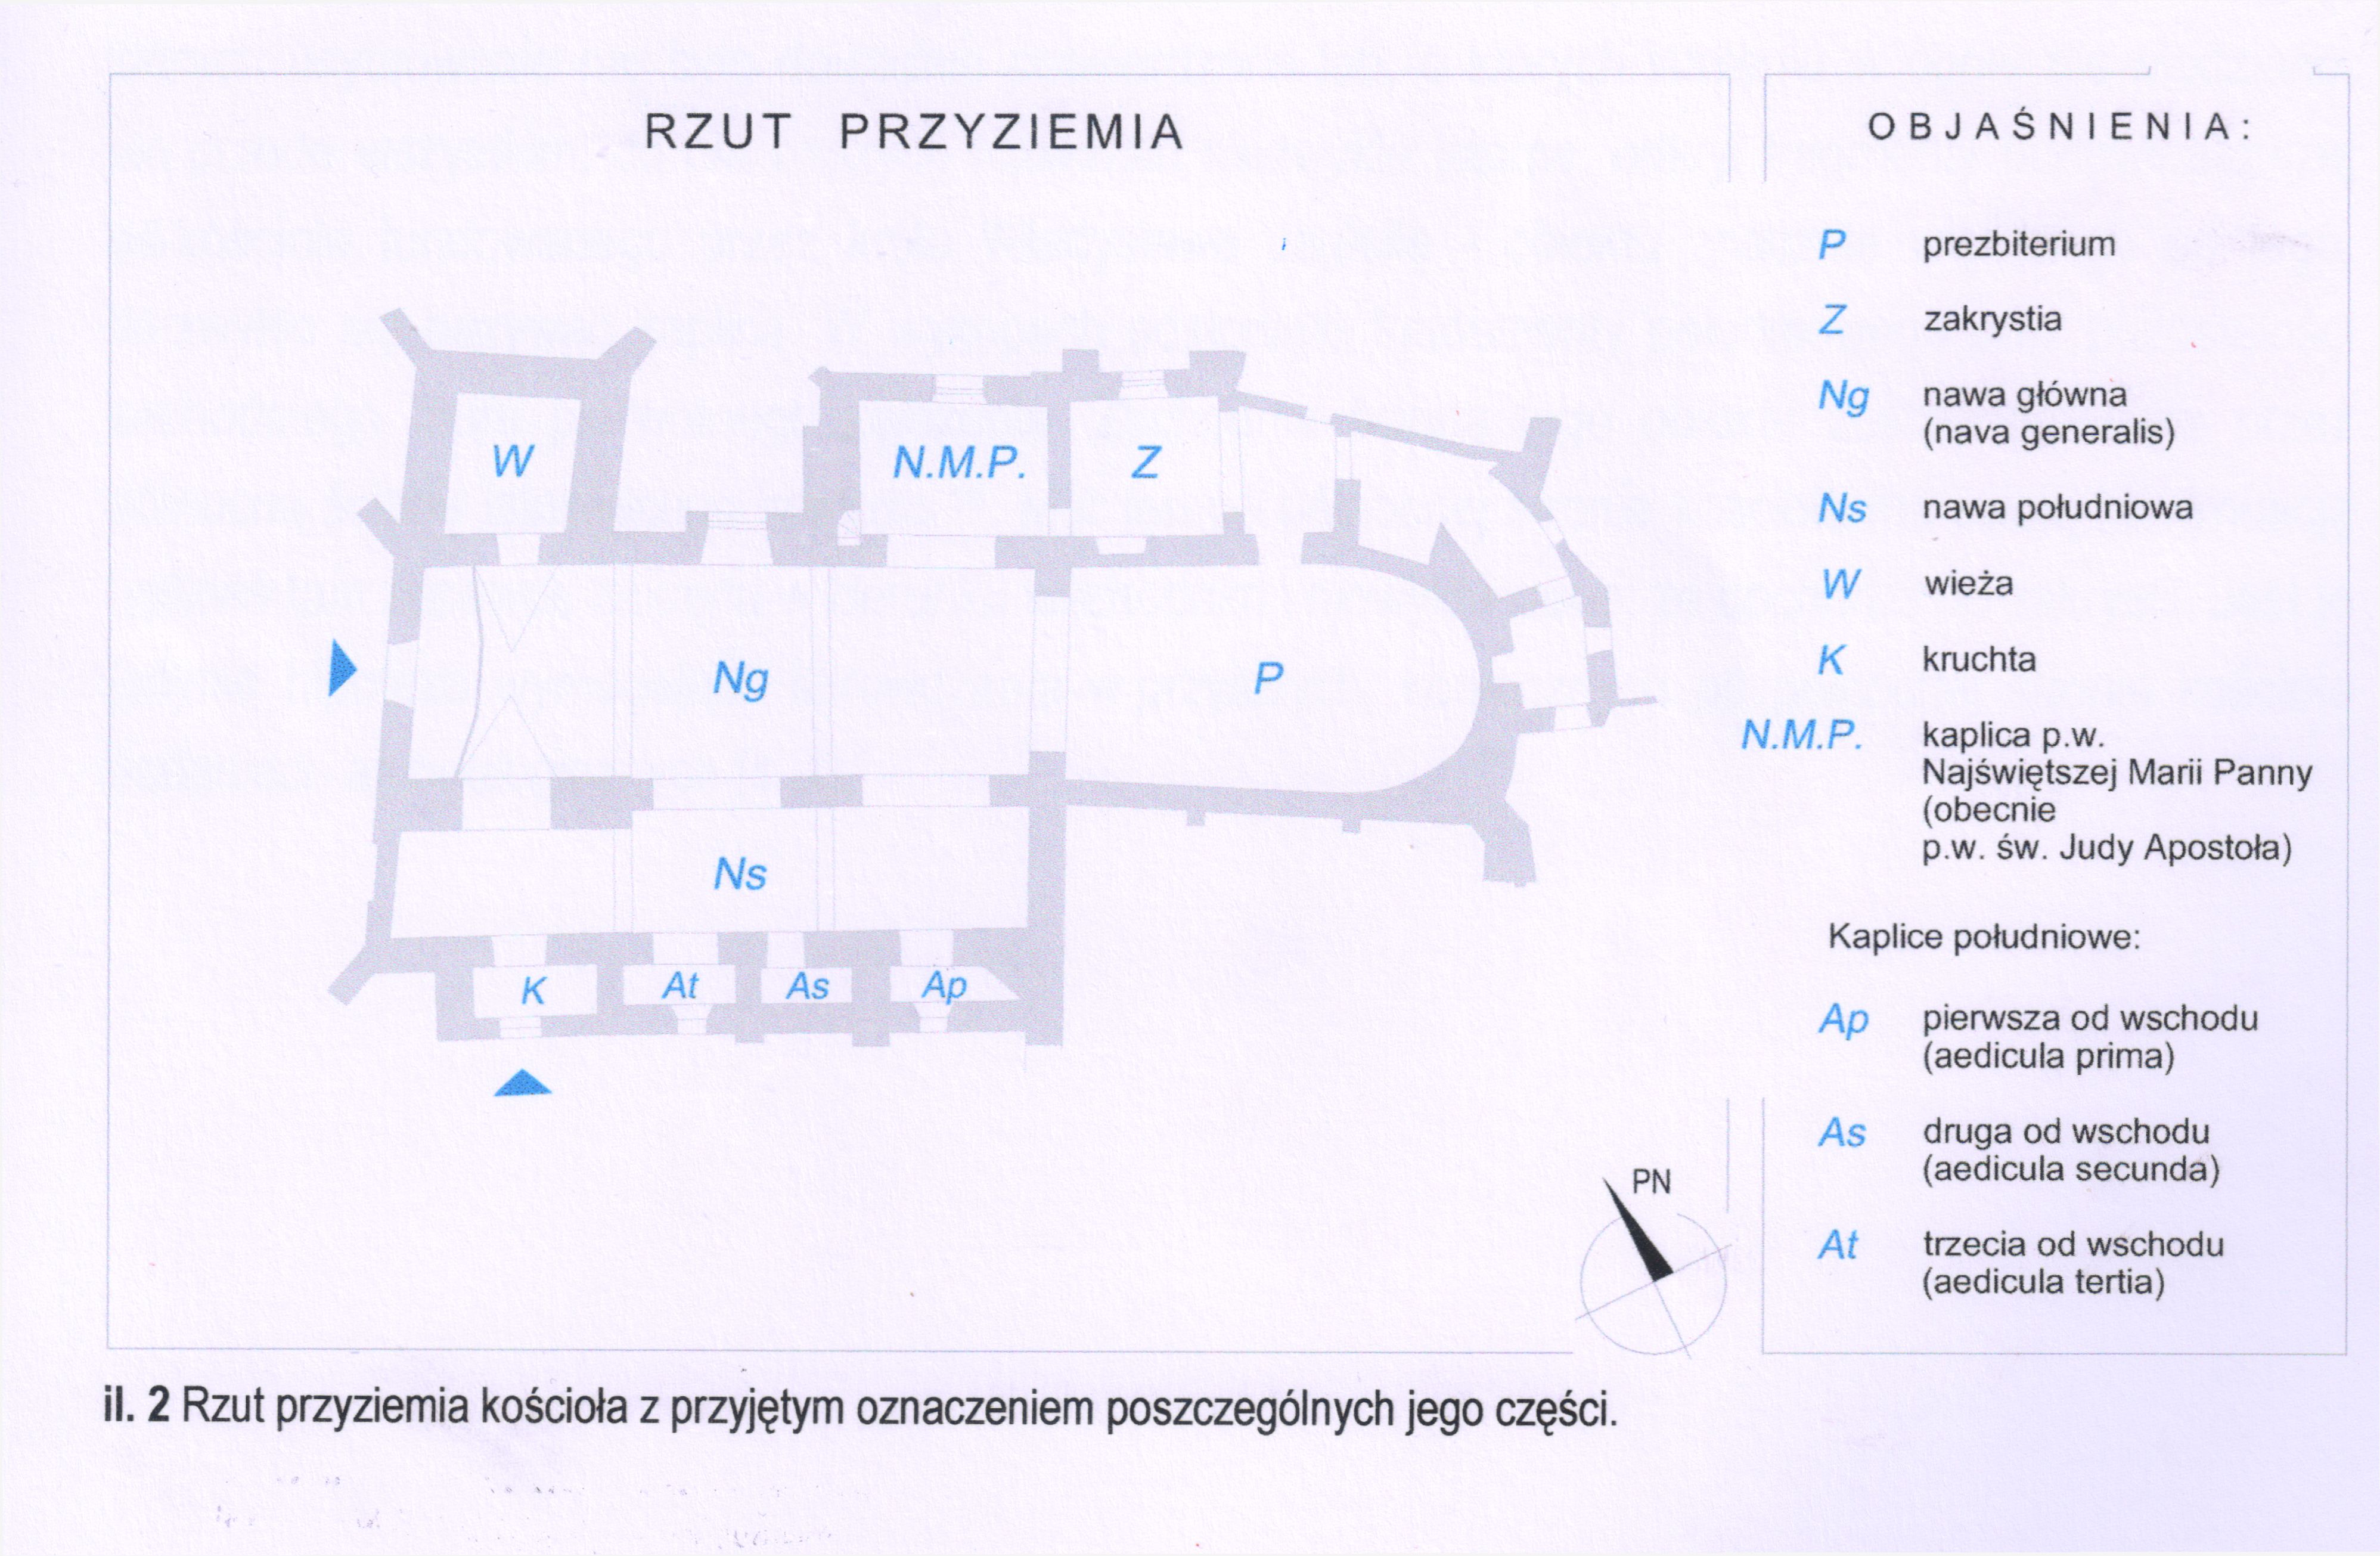 RZUT PRZYZIEMIA
W
N.M.P.
Z
Ng
P
Ns
K
At
As
Ap
PN
OBJAŚNIENIA:
P prezbiterium
Z zakrystia
Ng nawa główna
(nava generalis)
Ns nawa południowa
W wieża
K kruchta
N.M.P. kaplica p.w.
Najświętszej Marii Panny
(obecnie
p.w. św. Judy Apostoła)
Kaplice południowe:
Ap pierwsza od wschodu
(aedicula prima)
As druga od wschodu
(aedicula secunda)
At trzecia od wschodu
(aedicula tertia)
il. 2 Rzut przyziemia kościoła z przyjętym oznaczeniem poszczególnych jego części.